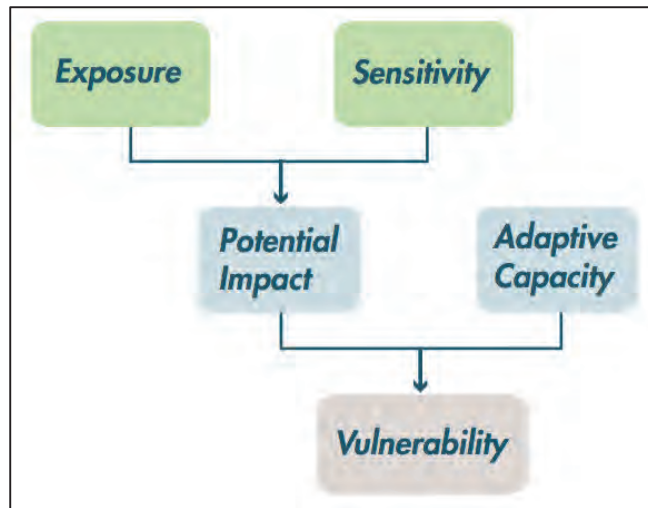 Exposure
Sensitivity
Potential
Impact
Adaptive
Capacity
Vulnerability